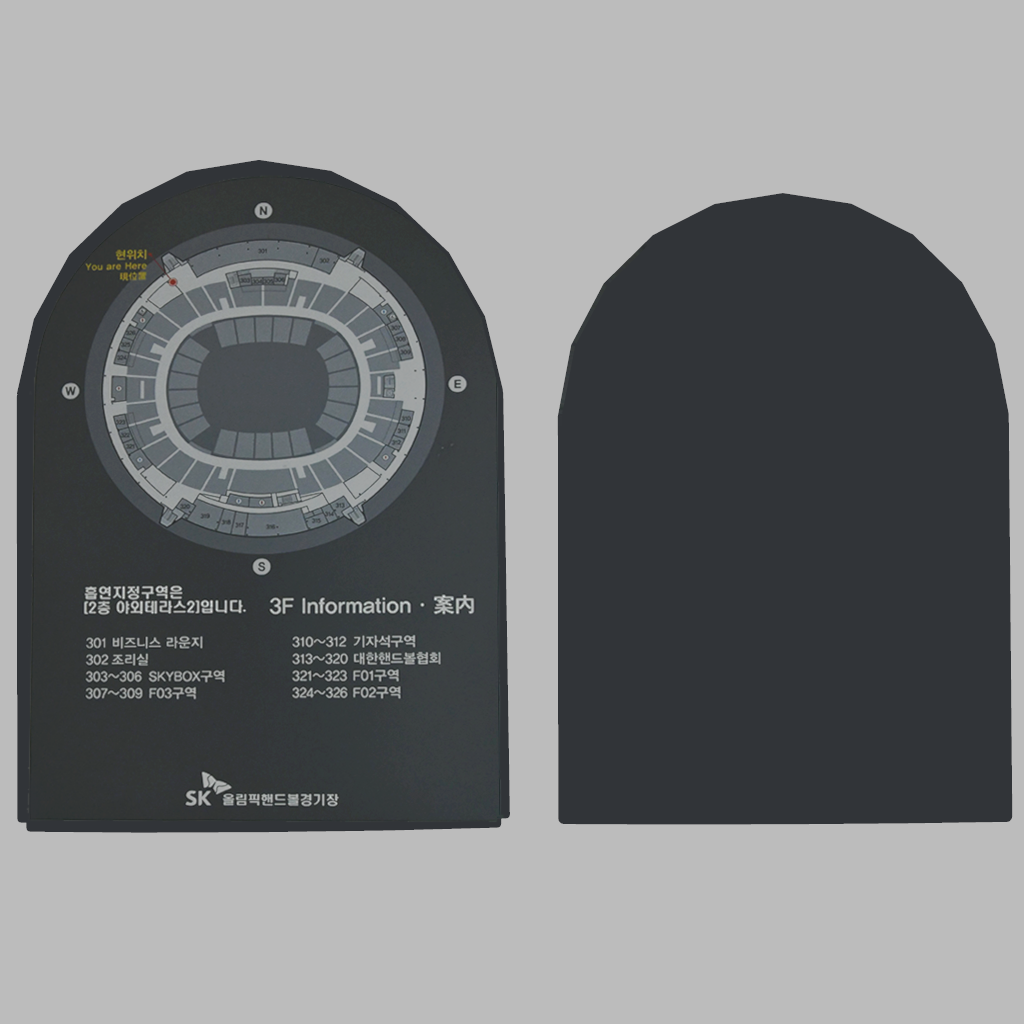 N
현위치
You are Here
現位置
W
E
S
301
302
흡연지정구역은
[2층 야외테라스2]입니다.
3F Information · 案内
301 비즈니스 라운지
302 조리실
303~306 SKYBOX구역
307~309 F03구역
310~312 기자석구역
313~320 대한핸드볼협회
321~323 F01구역
324~326 F02구역
SK 올림픽핸드볼경기장